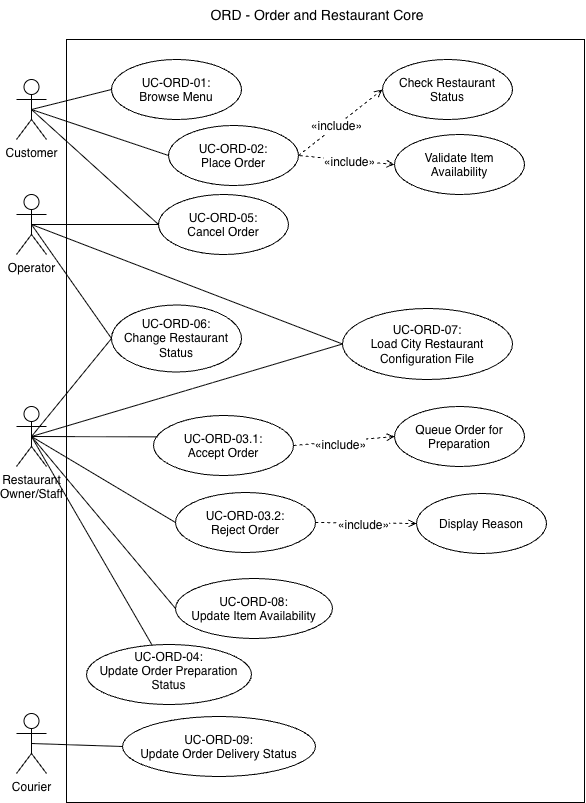 ORD - Order and Restaurant Core
UC-ORD-01:
Browse Menu
Check Restaurant
Status
«include»
Customer
UC-ORD-02:
Place Order
«include»
Validate Item
Availability
UC-ORD-05:
Cancel Order
Operator
UC-ORD-06:
Change Restaurant
Status
UC-ORD-07:
Load City Restaurant
Configuration File
Restaurant
Owner/Staff
UC-ORD-03.1:
Accept Order
«include»
Queue Order for
Preparation
UC-ORD-03.2:
Reject Order
«include»
Display Reason
UC-ORD-08:
Update Item Availability
UC-ORD-04:
Update Order Preparation
Status
UC-ORD-09:
Update Order Delivery Status
Courier